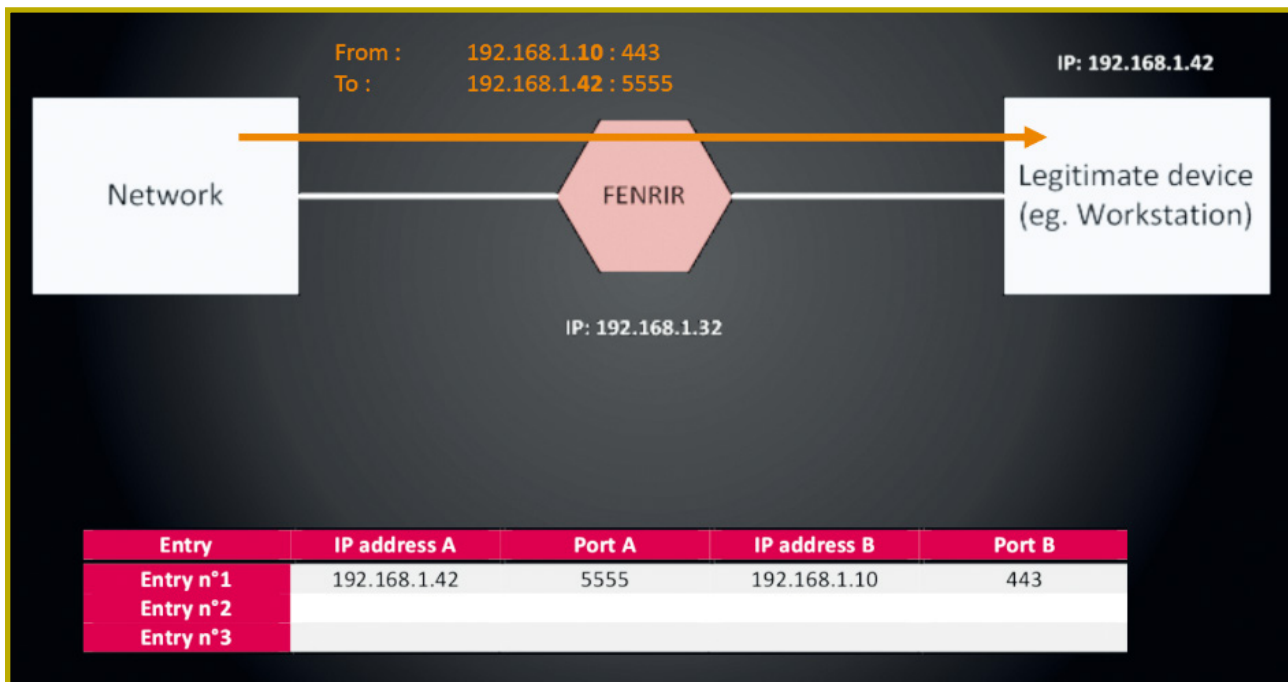 From : 192.168.1.10 : 443
To : 192.168.1.42 : 5555
IP: 192.168.1.42
Network
FENRIR
Legitimate device
(eg. Workstation)
IP: 192.168.1.32
Entry IP address A Port A IP address B Port B
Entry n°1 192.168.1.42 5555 192.168.1.10 443
Entry n°2
Entry n°3